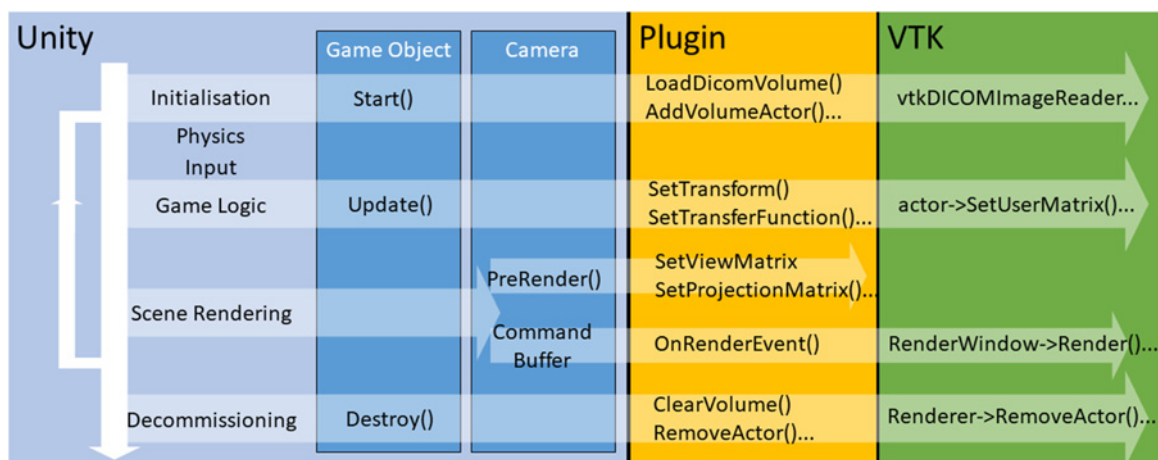 Unity
Game Object
Camera
Plugin
VTK
Initialisation
Start()
LoadDicomVolume()
AddVolumeActor()...
vtkDICOMImageReader...
Physics
Input
Game Logic
Update()
SetTransform()
SetTransferFunction()...
actor->SetUserMatrix()...
Scene Rendering
PreRender()
SetViewMatrix
SetProjectionMatrix()...
Command
Buffer
OnRenderEvent()
RenderWindow->Render()...
Decommissioning
Destroy()
ClearVolume()
RemoveActor()...
Renderer->RemoveActor()...